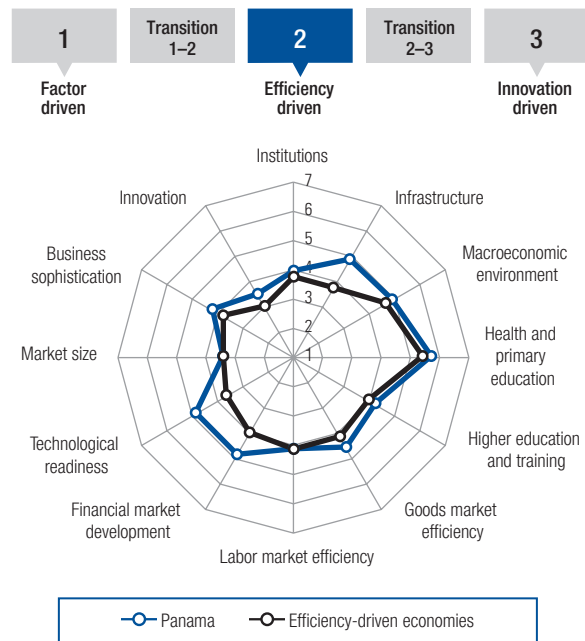 1
Transition
1–2
2
Transition
2–3
3
Factor
driven
Efficiency
driven
Innovation
driven
Institutions
Infrastructure
Macroeconomic
environment
Health and
primary
education
Higher education
and training
Goods market
efficiency
Labor market efficiency
Financial market
development
Technological
readiness
Market size
Business
sophistication
Innovation
7
6
5
4
3
2
1
Panama
Efficiency-driven economies